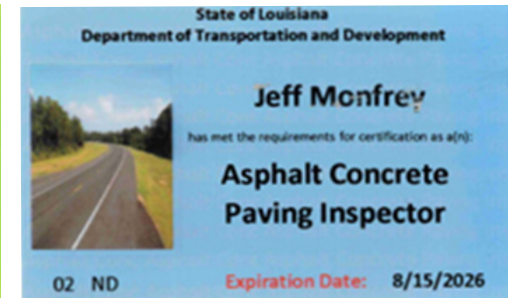 State of Louisiana
Department of Transportation and Development
Jeff Monfrey
has met the requirements for certification as a(n):
Asphalt Concrete
Paving Inspector
02 ND
Expiration Date: 8/15/2026